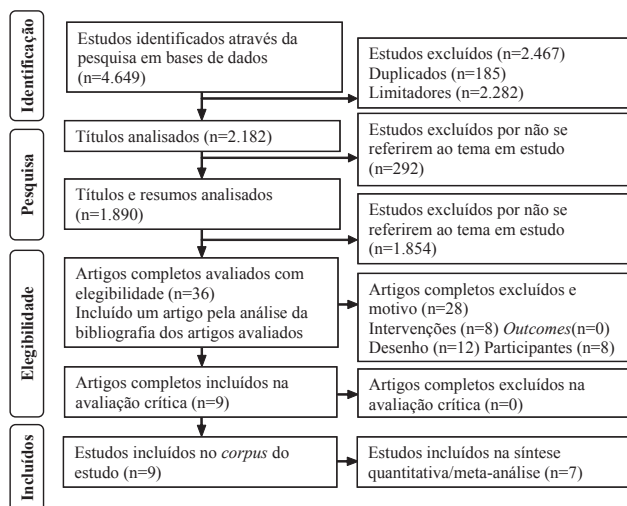 Identificação
Estudos identificados através da
pesquisa em bases de dados
(n=4.649)
Estudos excluídos (n=2.467)
Duplicados (n=185)
Limitadores (n=2.282)
Pesquisa
Títulos analisados (n=2.182)
Estudos excluídos por não se
referirem ao tema em estudo
(n=292)
Títulos e resumos analisados
(n=1.890)
Estudos excluídos por não se
referirem ao tema em estudo
(n=1.854)
Elegibilidade
Artigos completos avaliados com
elegibilidade (n=36)
Incluído um artigo pela análise da
bibliografia dos artigos avaliados
Artigos completos excluídos e
motivo (n=28)
Intervenções (n=8) Outcomes(n=0)
Desenho (n=12) Participantes (n=8)
Artigos completos incluídos na
avaliação crítica (n=9)
Artigos completos excluídos na
avaliação crítica (n=0)
Incluídos
Estudos incluídos no corpus do
estudo (n=9)
Estudos incluídos na síntese
quantitativa/meta-análise (n=7)